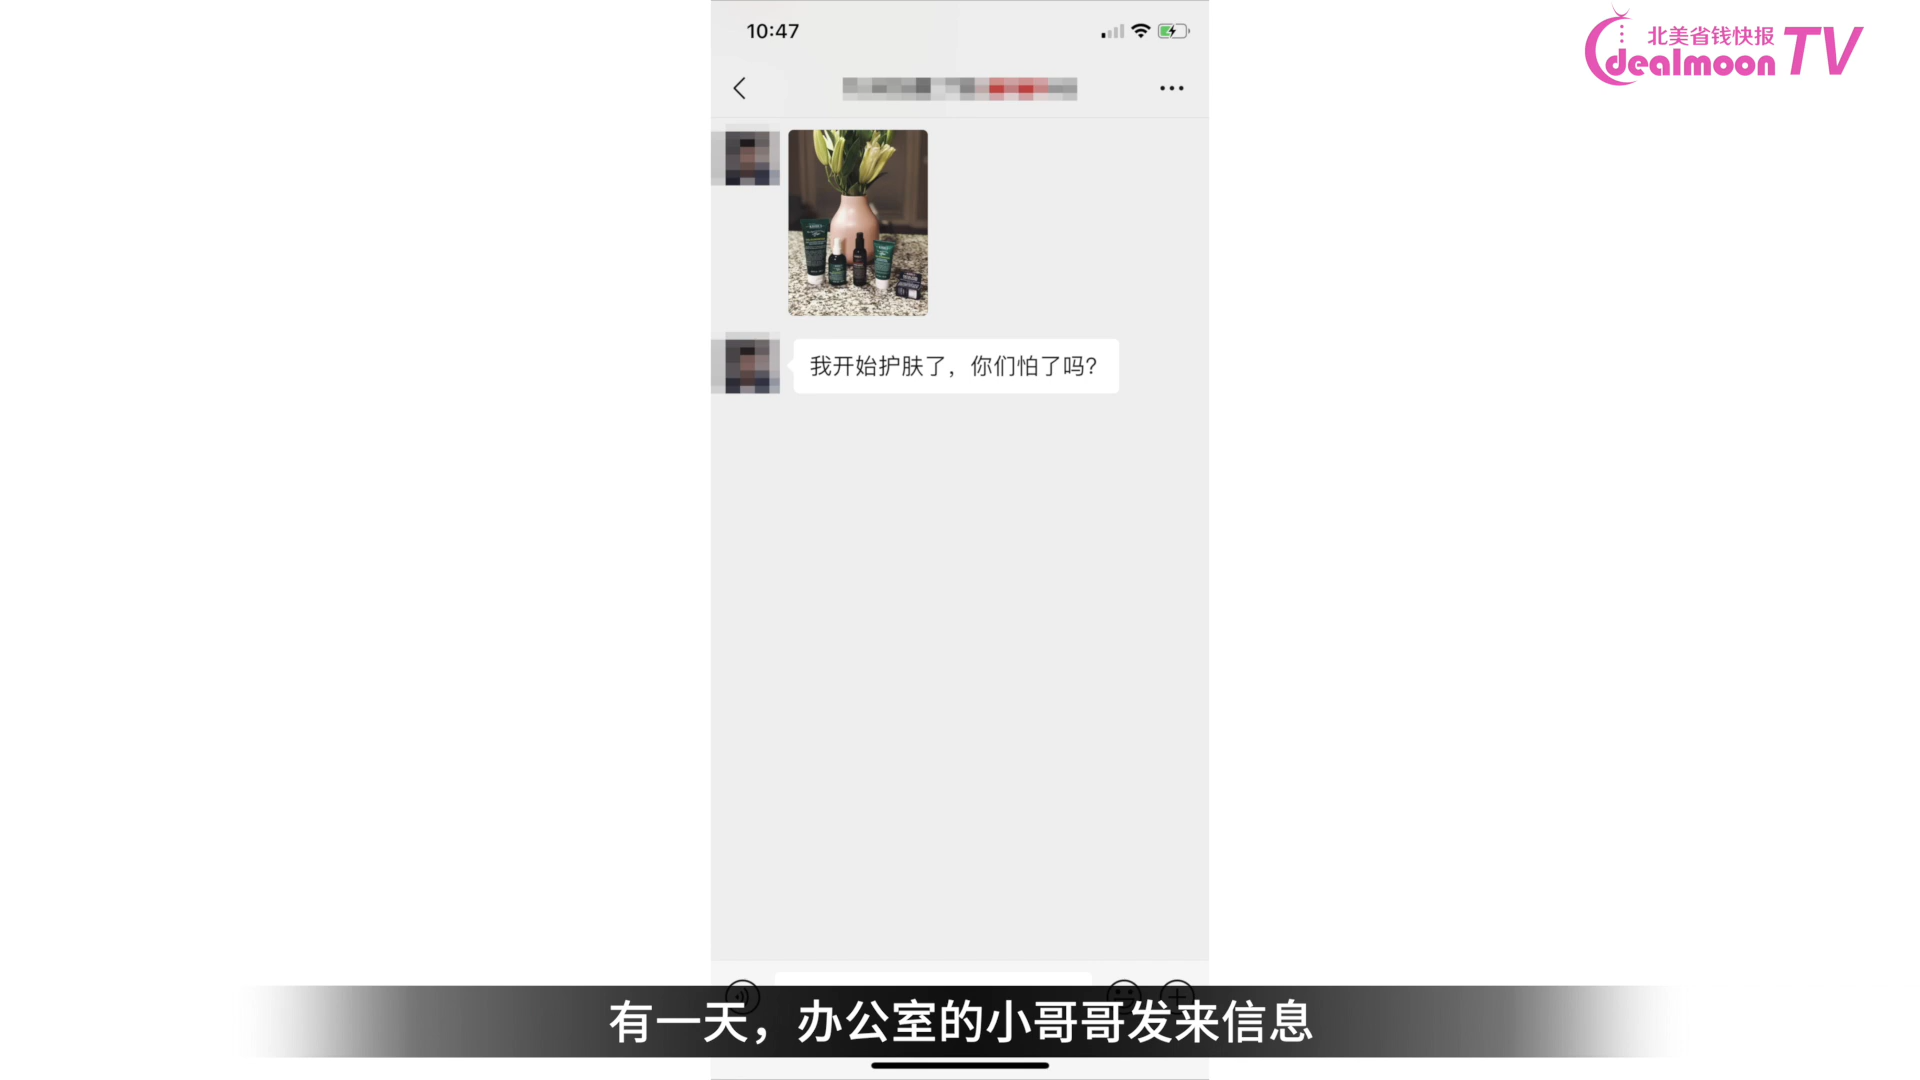 10:47
北美省钱快报
dealmoon TV
我开始护肤了，你们怕了吗？
有一天，办公室的小哥哥发来信息